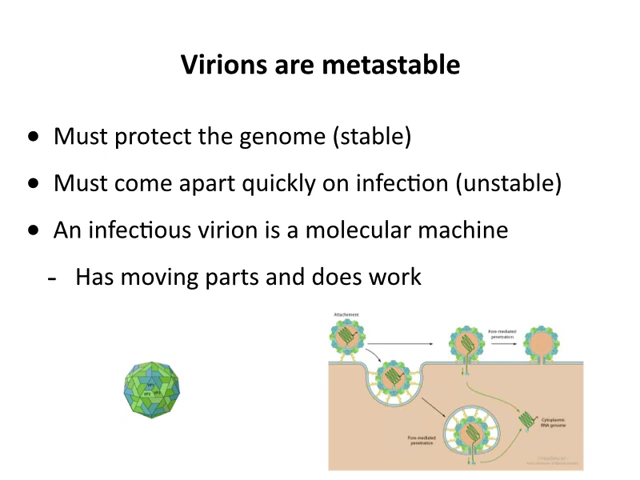 Virions are metastable
• Must protect the genome (stable)
• Must come apart quickly on infection (unstable)
• An infectious virion is a molecular machine
- Has moving parts and does work
Attachement
Pore-mediated
penetration
Pore-mediated
penetration
Cytoplasmic
RNA genome